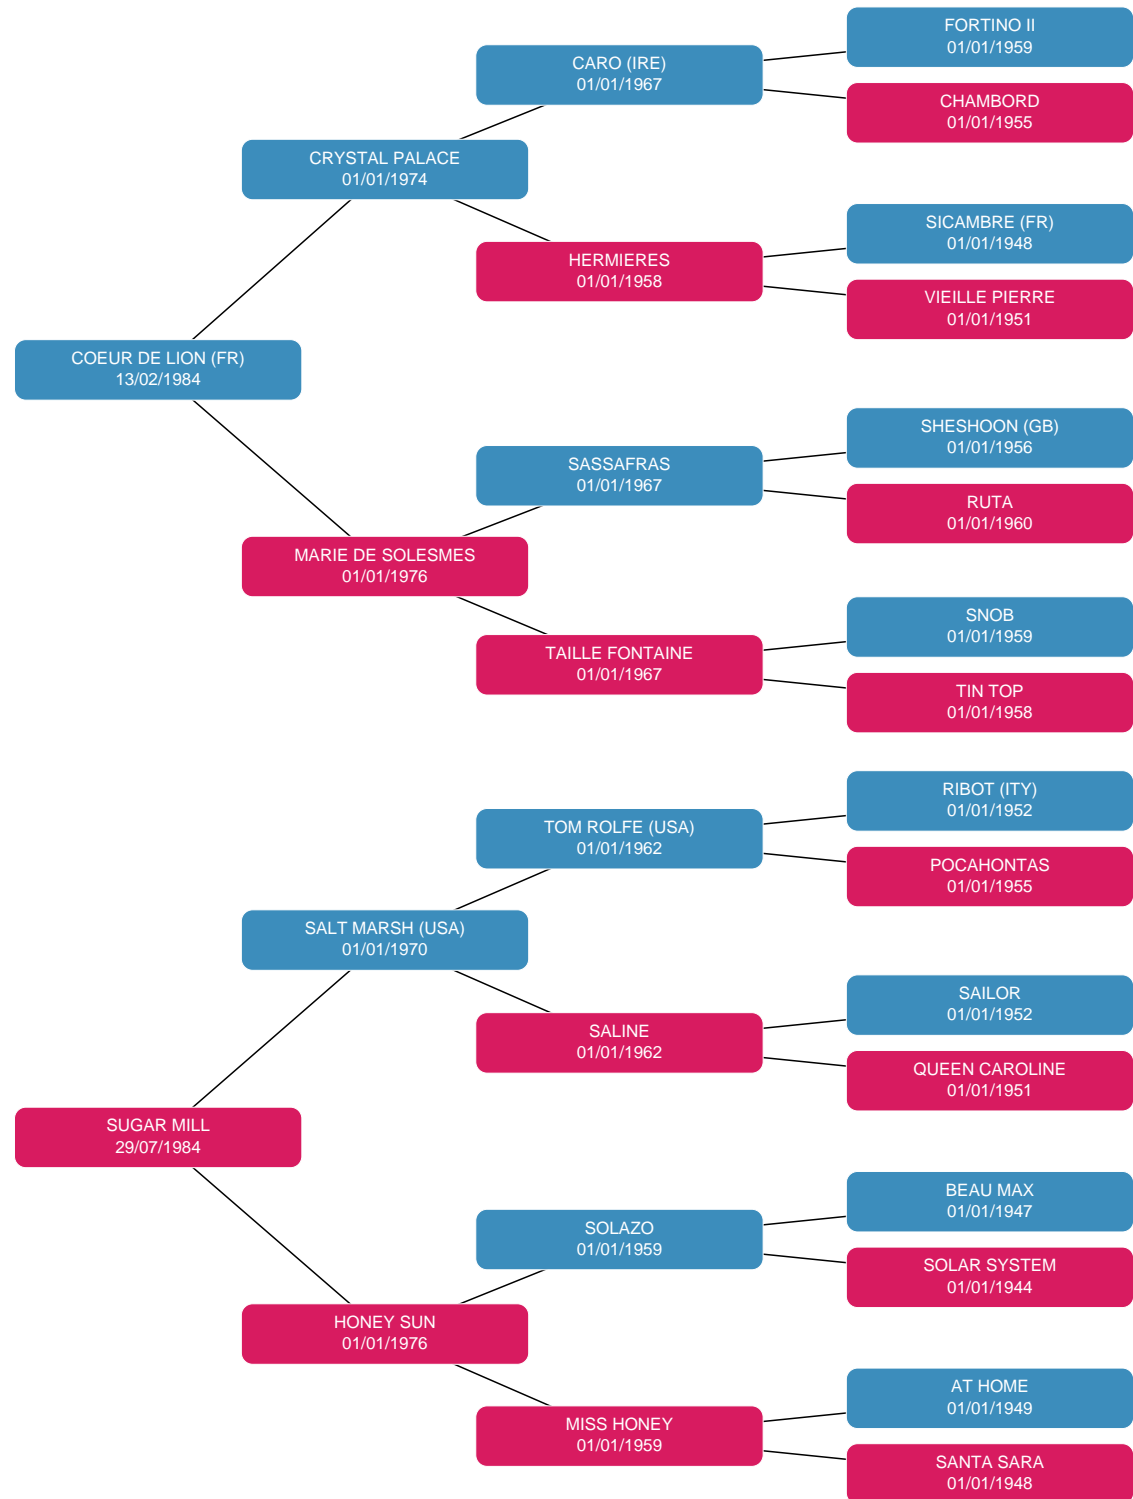 FORTINO II
01/01/1959
CARO (IRE)
01/01/1967
CHAMBORD
01/01/1955
CRYSTAL PALACE
01/01/1974
SICAMBRE (FR)
01/01/1948
HERMIERES
01/01/1958
VIEILLE PIERRE
01/01/1951
COEUR DE LION (FR)
13/02/1984
SHESHOON (GB)
01/01/1956
SASSAFRAS
01/01/1967
RUTA
01/01/1960
MARIE DE SOLESMES
01/01/1976
SNOB
01/01/1959
TAILLE FONTAINE
01/01/1967
TIN TOP
01/01/1958
RIBOT (ITY)
01/01/1952
TOM ROLFE (USA)
01/01/1962
POCAHONTAS
01/01/1955
SALT MARSH (USA)
01/01/1970
SAILOR
01/01/1952
SALINE
01/01/1962
QUEEN CAROLINE
01/01/1951
SUGAR MILL
29/07/1984
BEAU MAX
01/01/1947
SOLAZO
01/01/1959
SOLAR SYSTEM
01/01/1944
HONEY SUN
01/01/1976
AT HOME
01/01/1949
MISS HONEY
01/01/1959
SANTA SARA
01/01/1948